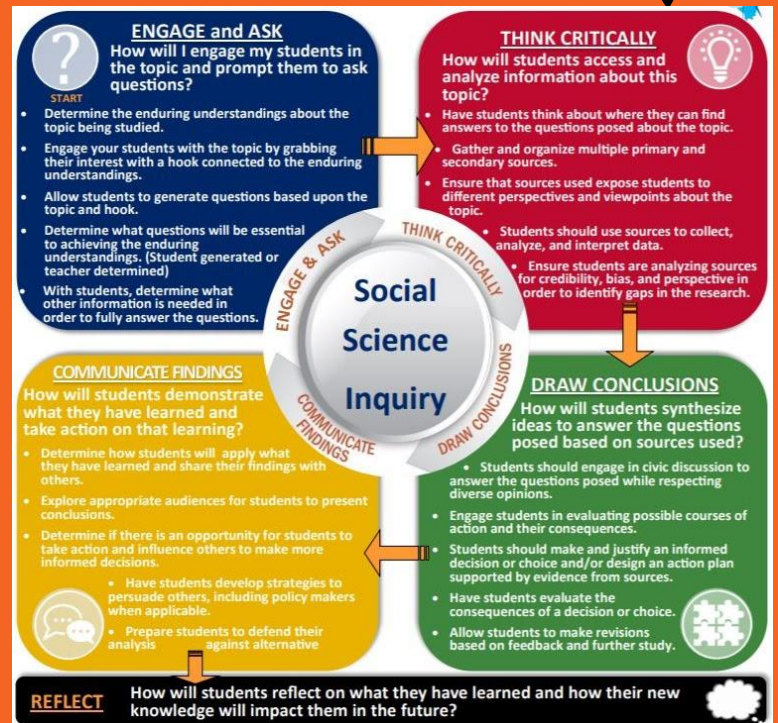 ENGAGE and ASK
How will I engage my students in
the topic and prompt them to ask
questions?
?
START
• Determine the enduring understandings about the
topic being studied.
• Engage your students with the topic by grabbing
their interest with a hook connected to the enduring
understandings.
• Allow students to generate questions based upon the
topic and hook.
• Determine what questions will be essential
to achieving the enduring
understandings. (Student generated or
teacher determined)
• With students, determine what
other information is needed in
order to fully answer the questions.
THINK CRITICALLY
How will students access and
analyze information about this
topic?
• Have students think about where they can find
answers to the questions posed about the topic.
• Gather and organize multiple primary and
secondary sources.
• Ensure that sources used expose students to
different perspectives and viewpoints about the
topic.
• Students should use sources to collect,
analyze, and interpret data.
• Ensure students are analyzing sources
for credibility, bias, and perspective in
order to identify gaps in the research.
ENGAGE & ASK
THINK CRITICALLY
DRAW CONCLUSIONS
COMMUNICATE
FINDINGS
Social
Science
Inquiry
DRAW CONCLUSIONS
How will students synthesize
ideas to answer the questions
posed based on sources used?
• Students should engage in civic discussion to
answer the questions posed while respecting
diverse opinions.
• Engage students in evaluating possible courses of
action and their consequences.
• Students should make and justify an informed
decision or choice and/or design an action plan
supported by evidence from sources.
• Have students evaluate the
consequences of a decision or choice.
• Allow students to make revisions
based on feedback and further study.
COMMUNICATE FINDINGS
How will students demonstrate
what they have learned and
take action on that learning?
• Determine how students will apply what
they have learned and share their findings with
others.
• Explore appropriate audiences for students to present
conclusions.
• Determine if there is an opportunity for students to
take action and influence others to make more
informed decisions.
• Have students develop strategies to
persuade others, including policy makers
when applicable.
• Prepare students to defend their
analysis against alternative
REFLECT
How will students reflect on what they have learned and how their new
knowledge will impact them in the future?